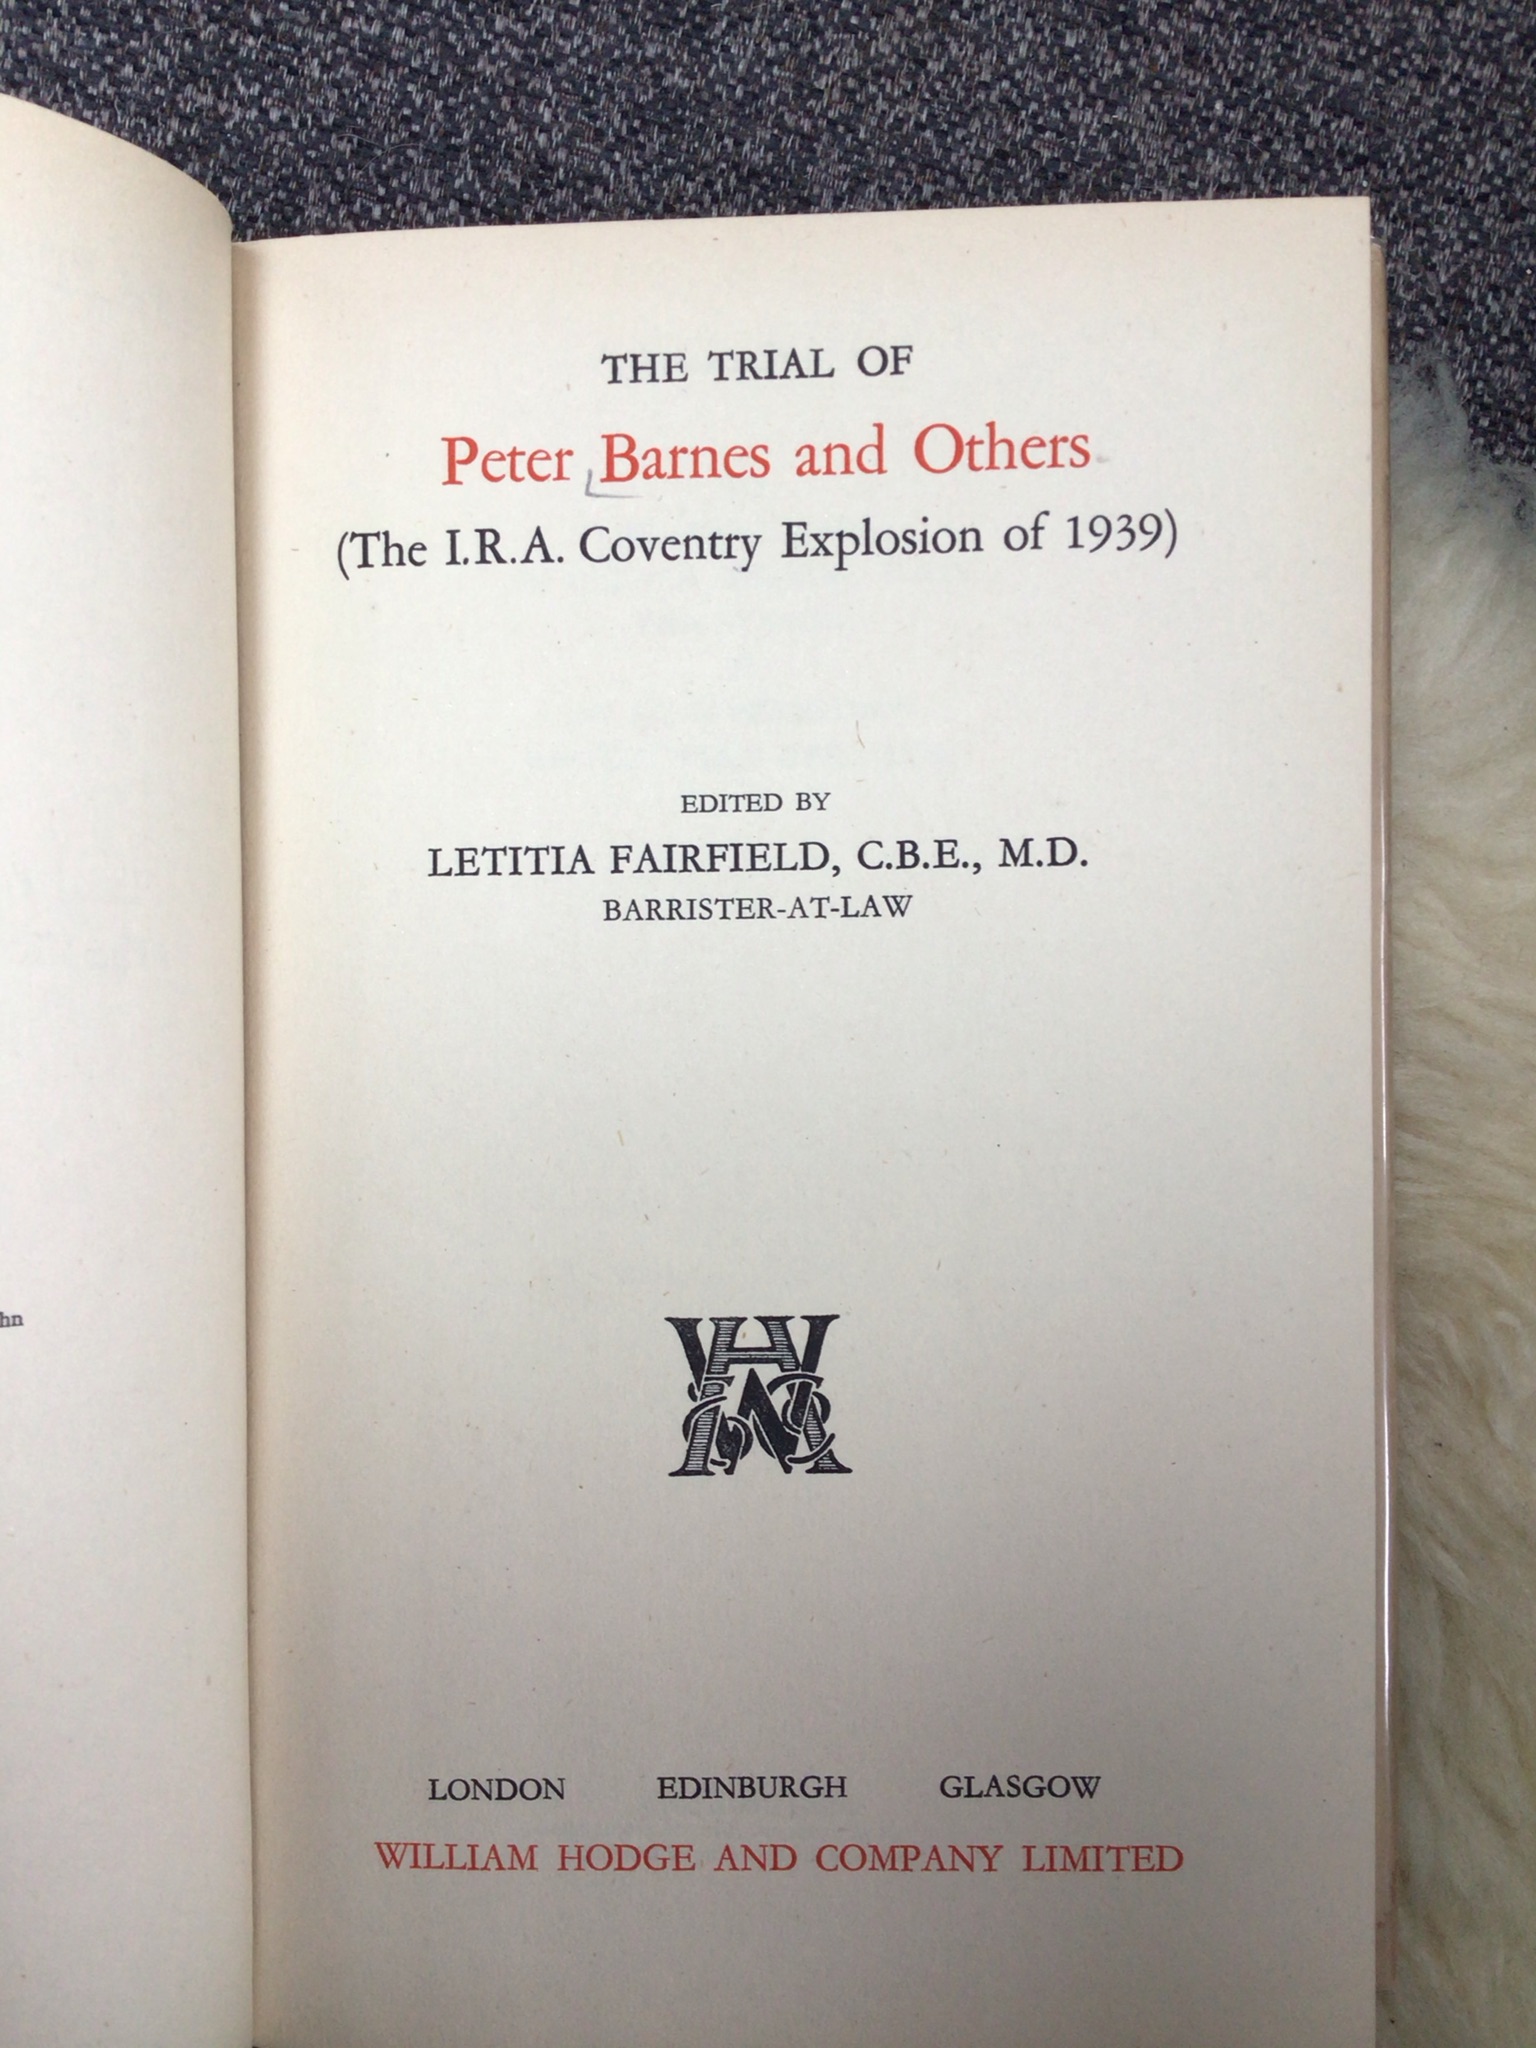 THE TRIAL OF
Peter Barnes and Others
(The I.R.A. Coventry Explosion of 1939)
EDITED BY
LETITIA FAIRFIELD, C.B.E., M.D.
BARRISTER-AT-LAW
hn
LONDON EDINBURGH GLASGOW
WILLIAM HODGE AND COMPANY LIMITED